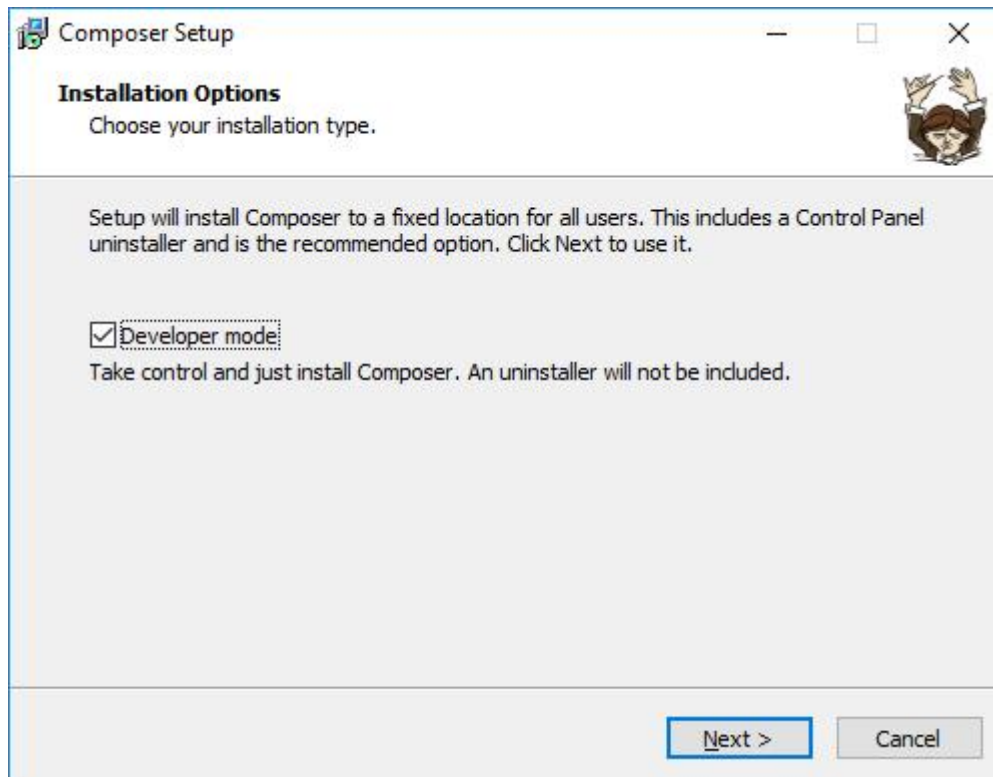 Composer Setup
Installation Options
Choose your installation type.
Setup will install Composer to a fixed location for all users. This includes a Control Panel
uninstaller and is the recommended option. Click Next to use it.
Developer mode
Take control and just install Composer. An uninstaller will not be included.
Next >
Cancel